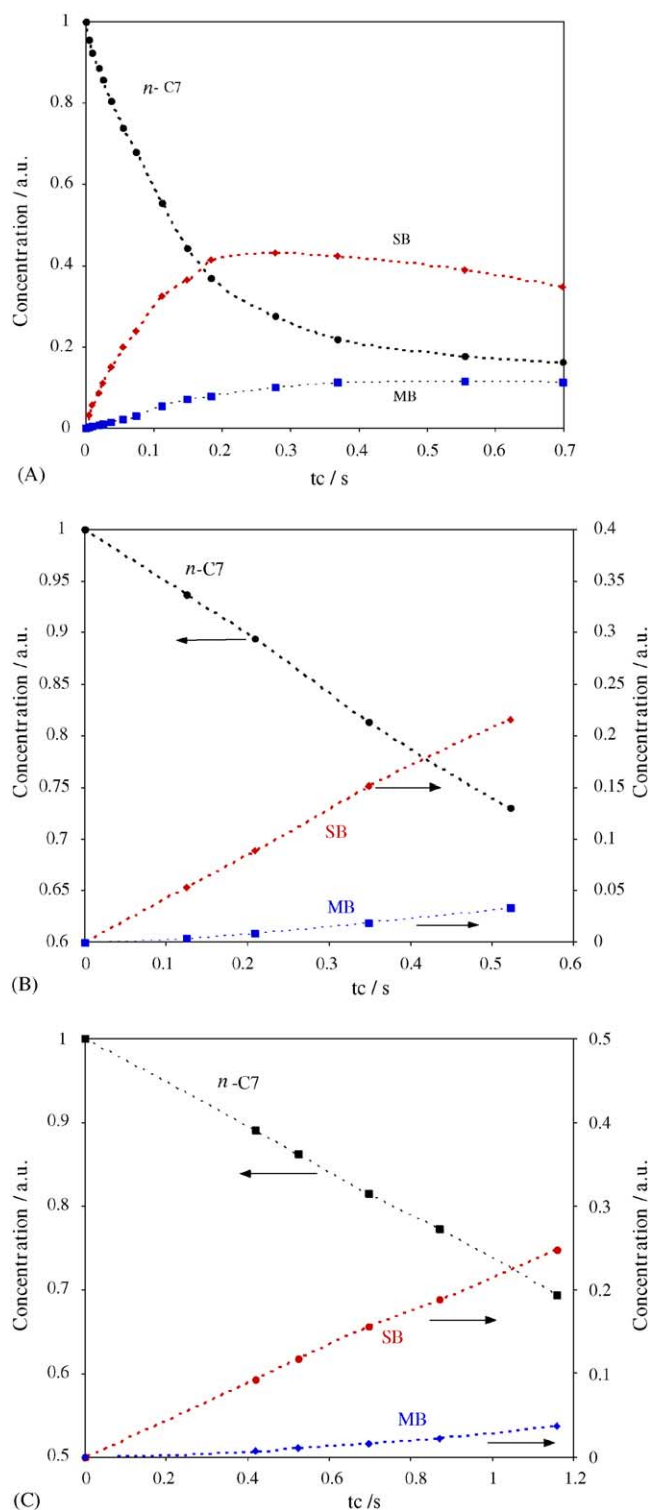 1
0.8
0.6
0.4
0.2
0
Concentration / a.u.
n- C7
SB
MB
0 0.1 0.2 0.3 0.4 0.5 0.6 0.7
tc / s
(A)
1
0.95
0.9
0.85
0.8
0.75
0.7
0.65
0.6
Concentration / a.u.
n-C7
SB
MB
0.4
0.35
0.3
0.25
0.2
0.15
0.1
0.05
0
Concentration / a.u.
0 0.1 0.2 0.3 0.4 0.5 0.6
tc / s
(B)
1
0.9
0.8
0.7
0.6
0.5
Concentration / a.u.
n -C7
SB
MB
0.5
0.4
0.3
0.2
0.1
0
Concentration / a.u.
0 0.2 0.4 0.6 0.8 1 1.2
tc / s
(C)